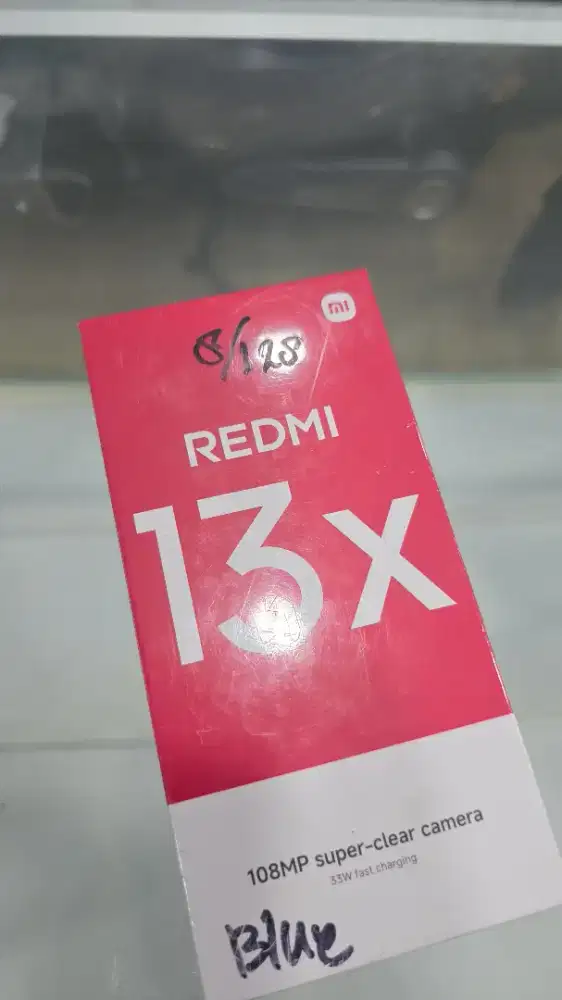 mi
8/128
REDMI
13x
108MP super-clear camera
33W fast charging
Blue